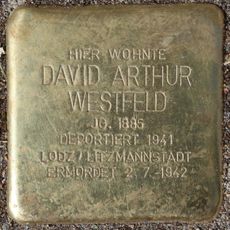 HIER WOHNTE
DAVID ARTHUR
WESTFELD
JG. 1885
DEPORTIERT 1941
LODZ / LITZMANNSTADT
ERMORDET 2.7.1942